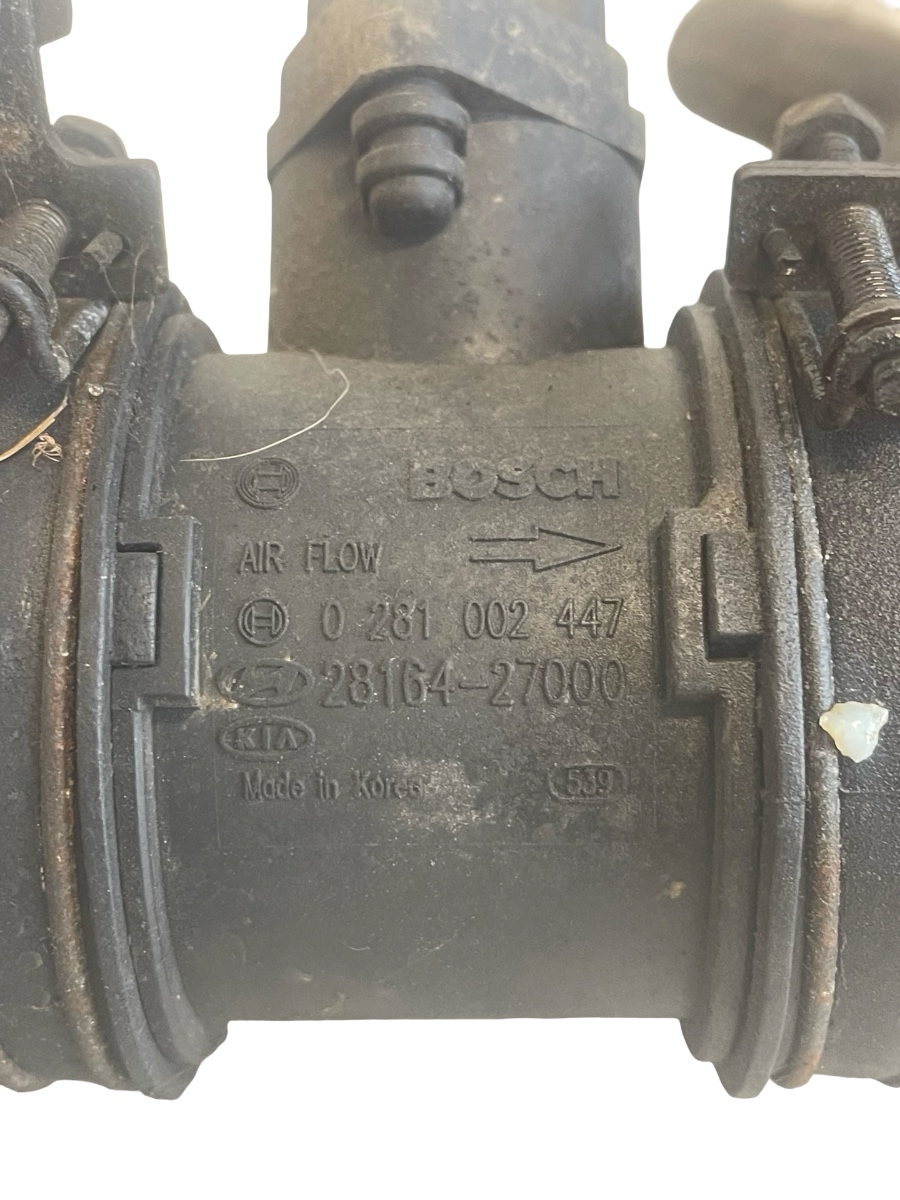 BOSCH
AIR FLOW
0 281 002 447
28164-27000
KIA
Made in Korea
539